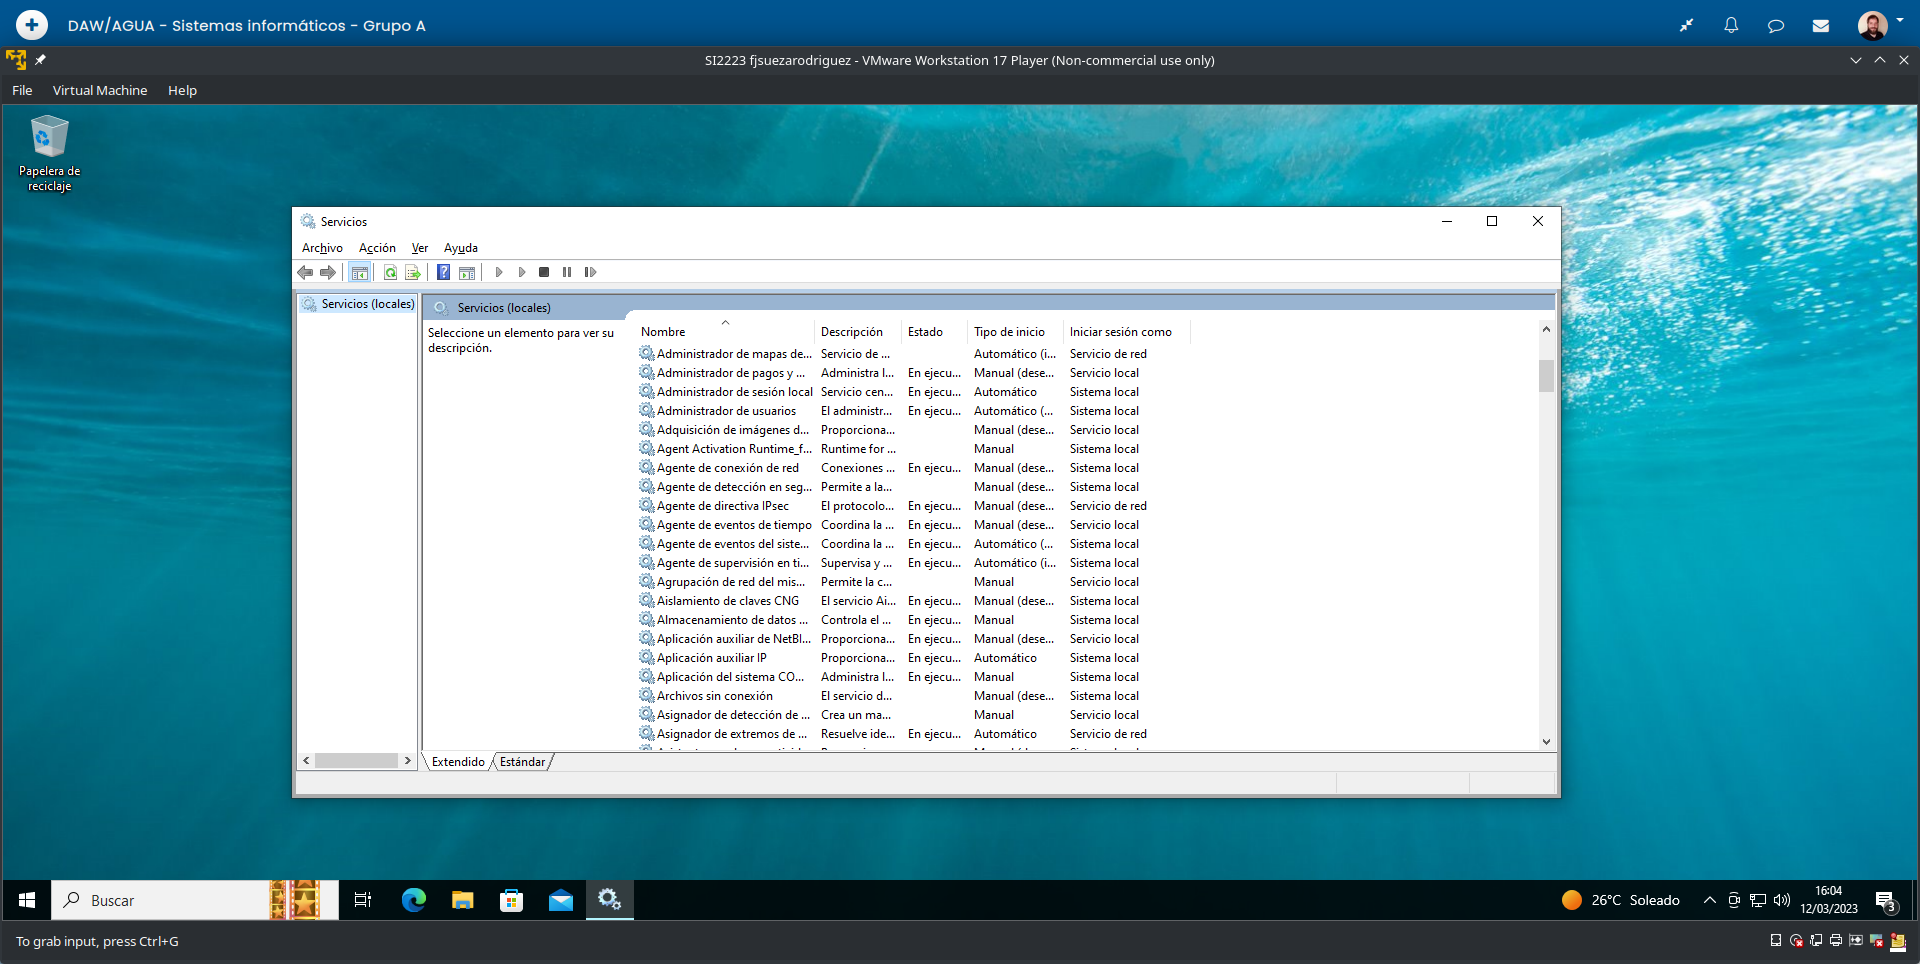 DAW/AGUA - Sistemas informáticos - Grupo A
SI2223 fjsuezarodriguez - VMware Workstation 17 Player (Non-commercial use only)
File Virtual Machine Help
Papelera de
reciclaje
Servicios
Archivo Acción Ver Ayuda
Servicios (locales)
Servicios (locales)
Seleccione un elemento para ver su
descripción.
Nombre Descripción Estado Tipo de inicio Iniciar sesión como
Administrador de mapas de... Servicio de ... Automático (i... Servicio de red
Administrador de pagos y ... Administra l... En ejecu... Manual (dese... Servicio local
Administrador de sesión local Servicio cen... En ejecu... Automático Sistema local
Administrador de usuarios El administr... En ejecu... Automático (... Sistema local
Adquisición de imágenes d... Proporciona... Manual (dese... Servicio local
Agent Activation Runtime_f... Runtime for ... Manual Sistema local
Agente de conexión de red Conexiones ... En ejecu... Manual (dese... Sistema local
Agente de detección en seg... Permite a la... Manual (dese... Sistema local
Agente de directiva IPsec El protocolo... En ejecu... Manual (dese... Servicio de red
Agente de eventos de tiempo Coordina la ... En ejecu... Manual (dese... Servicio local
Agente de eventos del siste... Coordina la ... En ejecu... Automático (... Sistema local
Agente de supervisión en ti... Supervisa y ... En ejecu... Automático (i... Sistema local
Agrupación de red del mis... Permite la c... Manual Servicio local
Aislamiento de claves CNG El servicio Ai... En ejecu... Manual (dese... Sistema local
Almacenamiento de datos ... Controla el ... En ejecu... Manual Sistema local
Aplicación auxiliar de NetBI... Proporciona... En ejecu... Manual (dese... Servicio local
Aplicación auxiliar IP Proporciona... En ejecu... Automático Sistema local
Aplicación del sistema CO... Administra l... En ejecu... Manual Sistema local
Archivos sin conexión El servicio d... Manual (dese... Sistema local
Asignador de detección de ... Crea un ma... Manual Servicio local
Asignador de extremos de ... Resuelve ide... En ejecu... Automático Servicio de red
Extendido Estándar
Buscar
26°C Soleado
16:04
12/03/2023
3
To grab input, press Ctrl+G